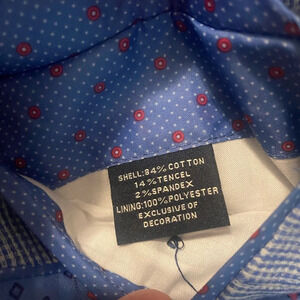 SHELL:84%COTTON
14%TENCEL
2%SPANDEX
LINING:100%POLYESTER
EXCLUSIVE OF
DECORATION